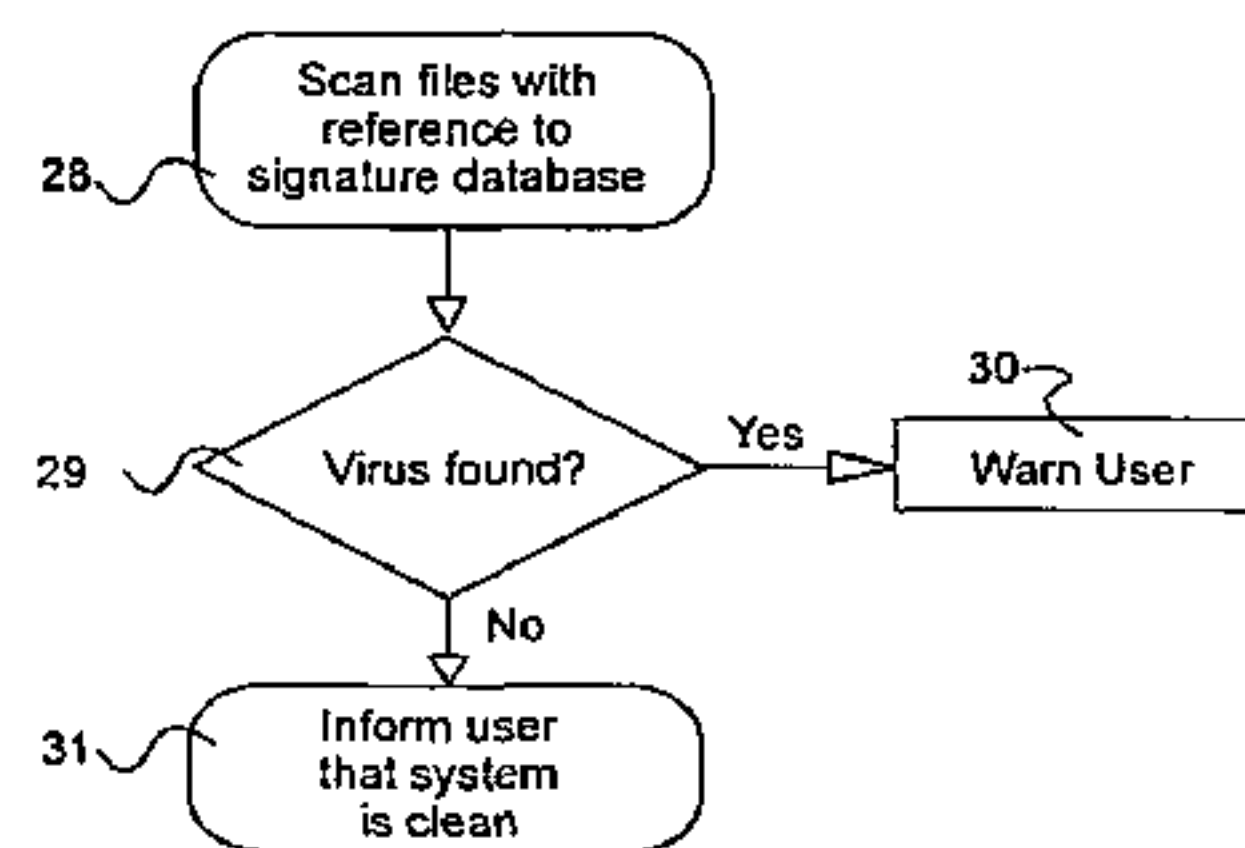 Scan files with
reference to
signature database
28
Virus found?
29
Yes
30
Warn User
No
Inform user
that system
is clean
31